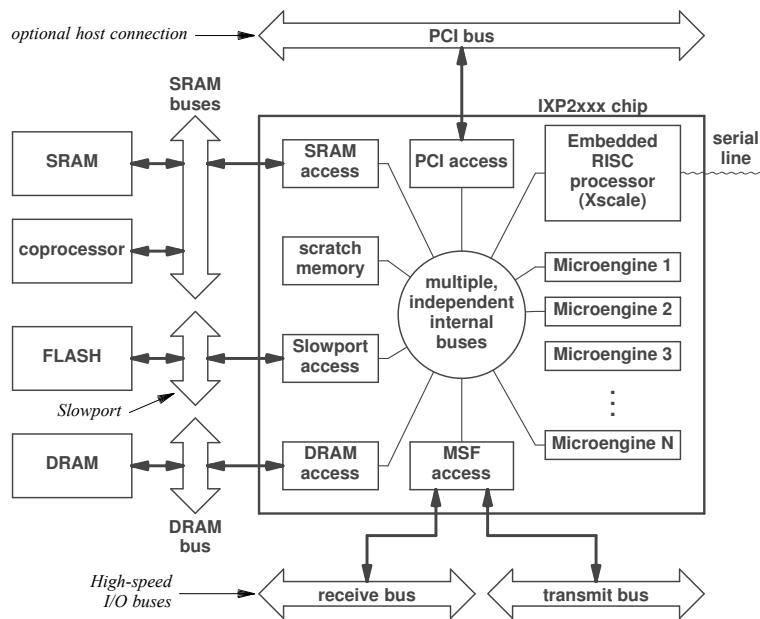 optional host connection
PCI bus
SRAM
buses
IXP2xxx chip
SRAM
SRAM
access
PCI access
Embedded
RISC
processor
(Xscale)
serial
line
coprocessor
scratch
memory
multiple,
independent
internal
buses
Microengine 1
Microengine 2
FLASH
Slowport
access
Microengine 3
Slowport
DRAM
DRAM
access
MSF
access
Microengine N
DRAM
bus
High-speed
I/O buses
receive bus
transmit bus